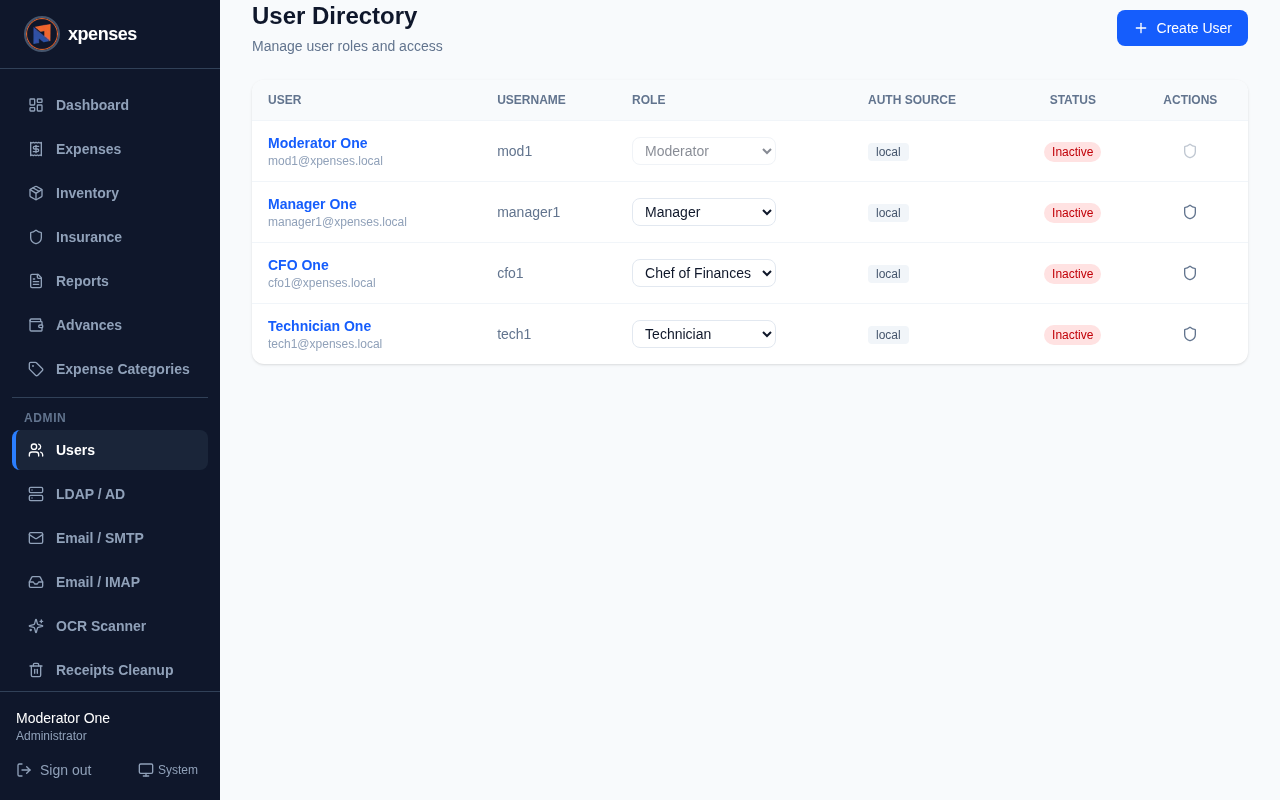 xpenses
Dashboard
Expenses
Inventory
Insurance
Reports
Advances
Expense Categories
ADMIN
Users
LDAP / AD
Email / SMTP
Email / IMAP
OCR Scanner
Receipts Cleanup
Moderator One
Administrator
Sign out System
User Directory
Manage user roles and access
Create User
USER USERNAME ROLE AUTH SOURCE STATUS ACTIONS
Moderator One
mod1@xpenses.local
mod1 Moderator local Inactive
Manager One
manager1@xpenses.local
manager1 Manager local Inactive
CFO One
cfo1@xpenses.local
cfo1 Chef of Finances local Inactive
Technician One
tech1@xpenses.local
tech1 Technician local Inactive